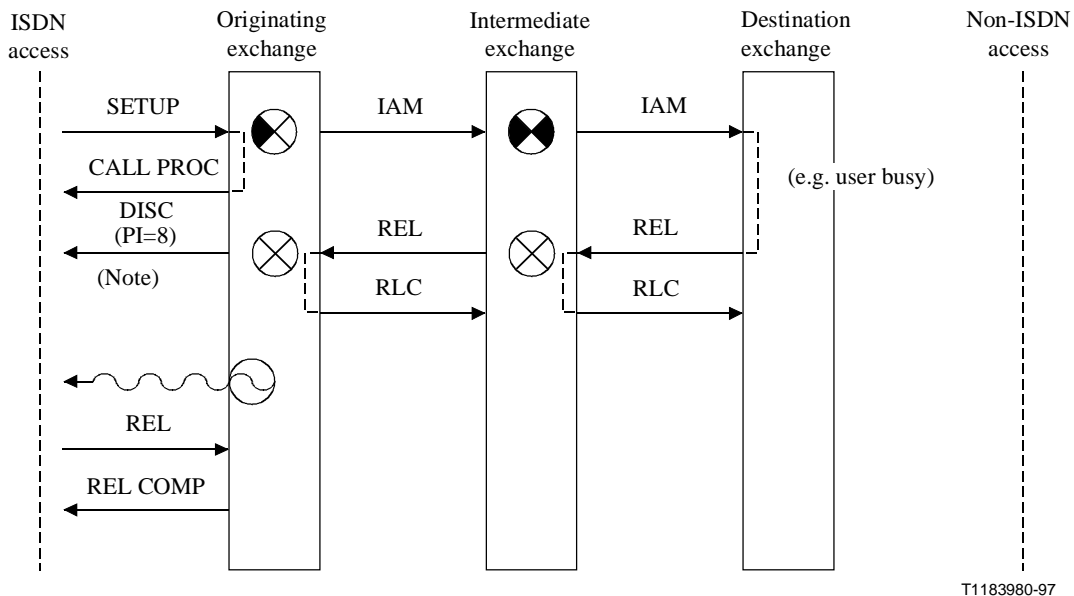 ISDN
access
Originating
exchange
Intermediate
exchange
Destination
exchange
Non-ISDN
access
SETUP
IAM
IAM
CALL PROC
(e.g. user busy)
DISC
(PI=8)
REL
REL
(Note)
RLC
RLC
REL
REL COMP
T1183980-97